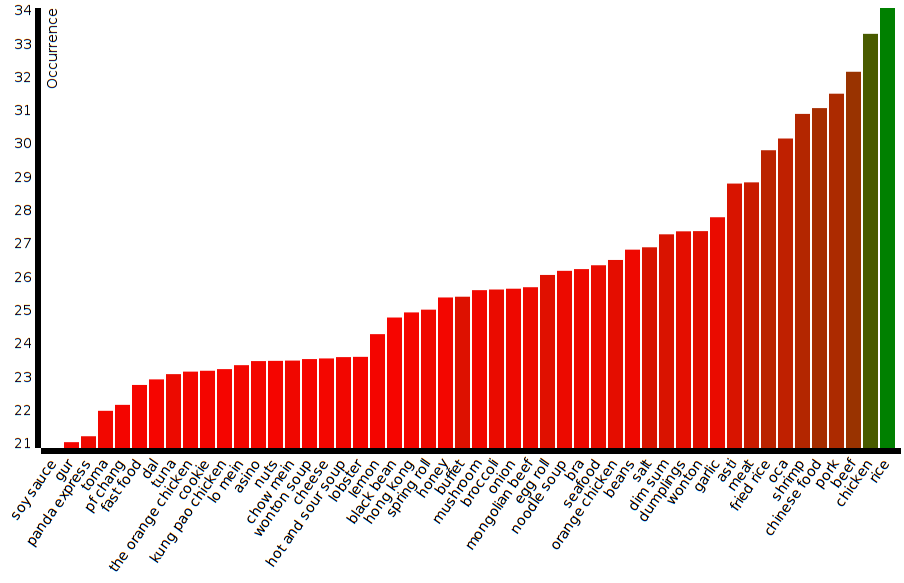 34
33
32
31
30
29
28
27
26
25
24
23
22
21
Occurrence
soy sauce
gur
panda express
toma
pf chang
fast food
dal
tuna
the orange chicken
cookie
kung pao chicken
lo mein
asino
nuts
chow mein
wonton soup
cheese
hot and sour soup
lobster
lemon
black bean
hong kong
spring roll
honey
buffet
mushroom
broccoli
onion
mongolian beef
egg roll
noodle soup
bra
seafood
orange chicken
beans
salt
dim sum
dumplings
wonton
garlic
asti
meat
fried rice
oca
shrimp
chinese food
pork
beef
chicken
rice